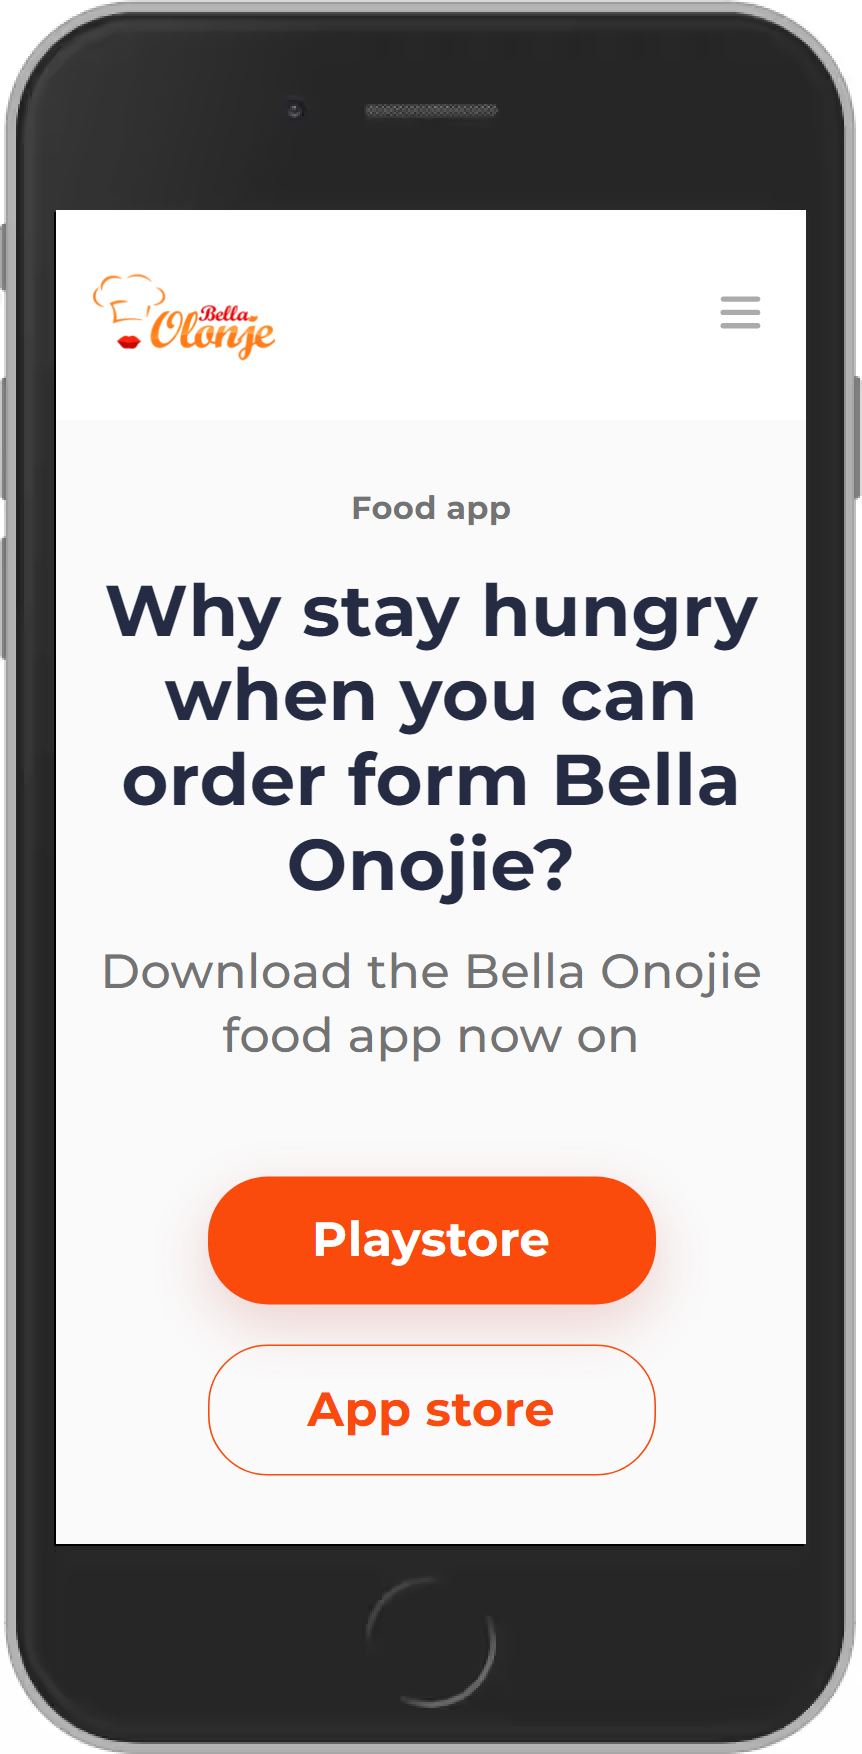 Bella
Olonje
Food app
Why stay hungry
when you can
order form Bella
Onojie?
Download the Bella Onojie
food app now on
Playstore
App store